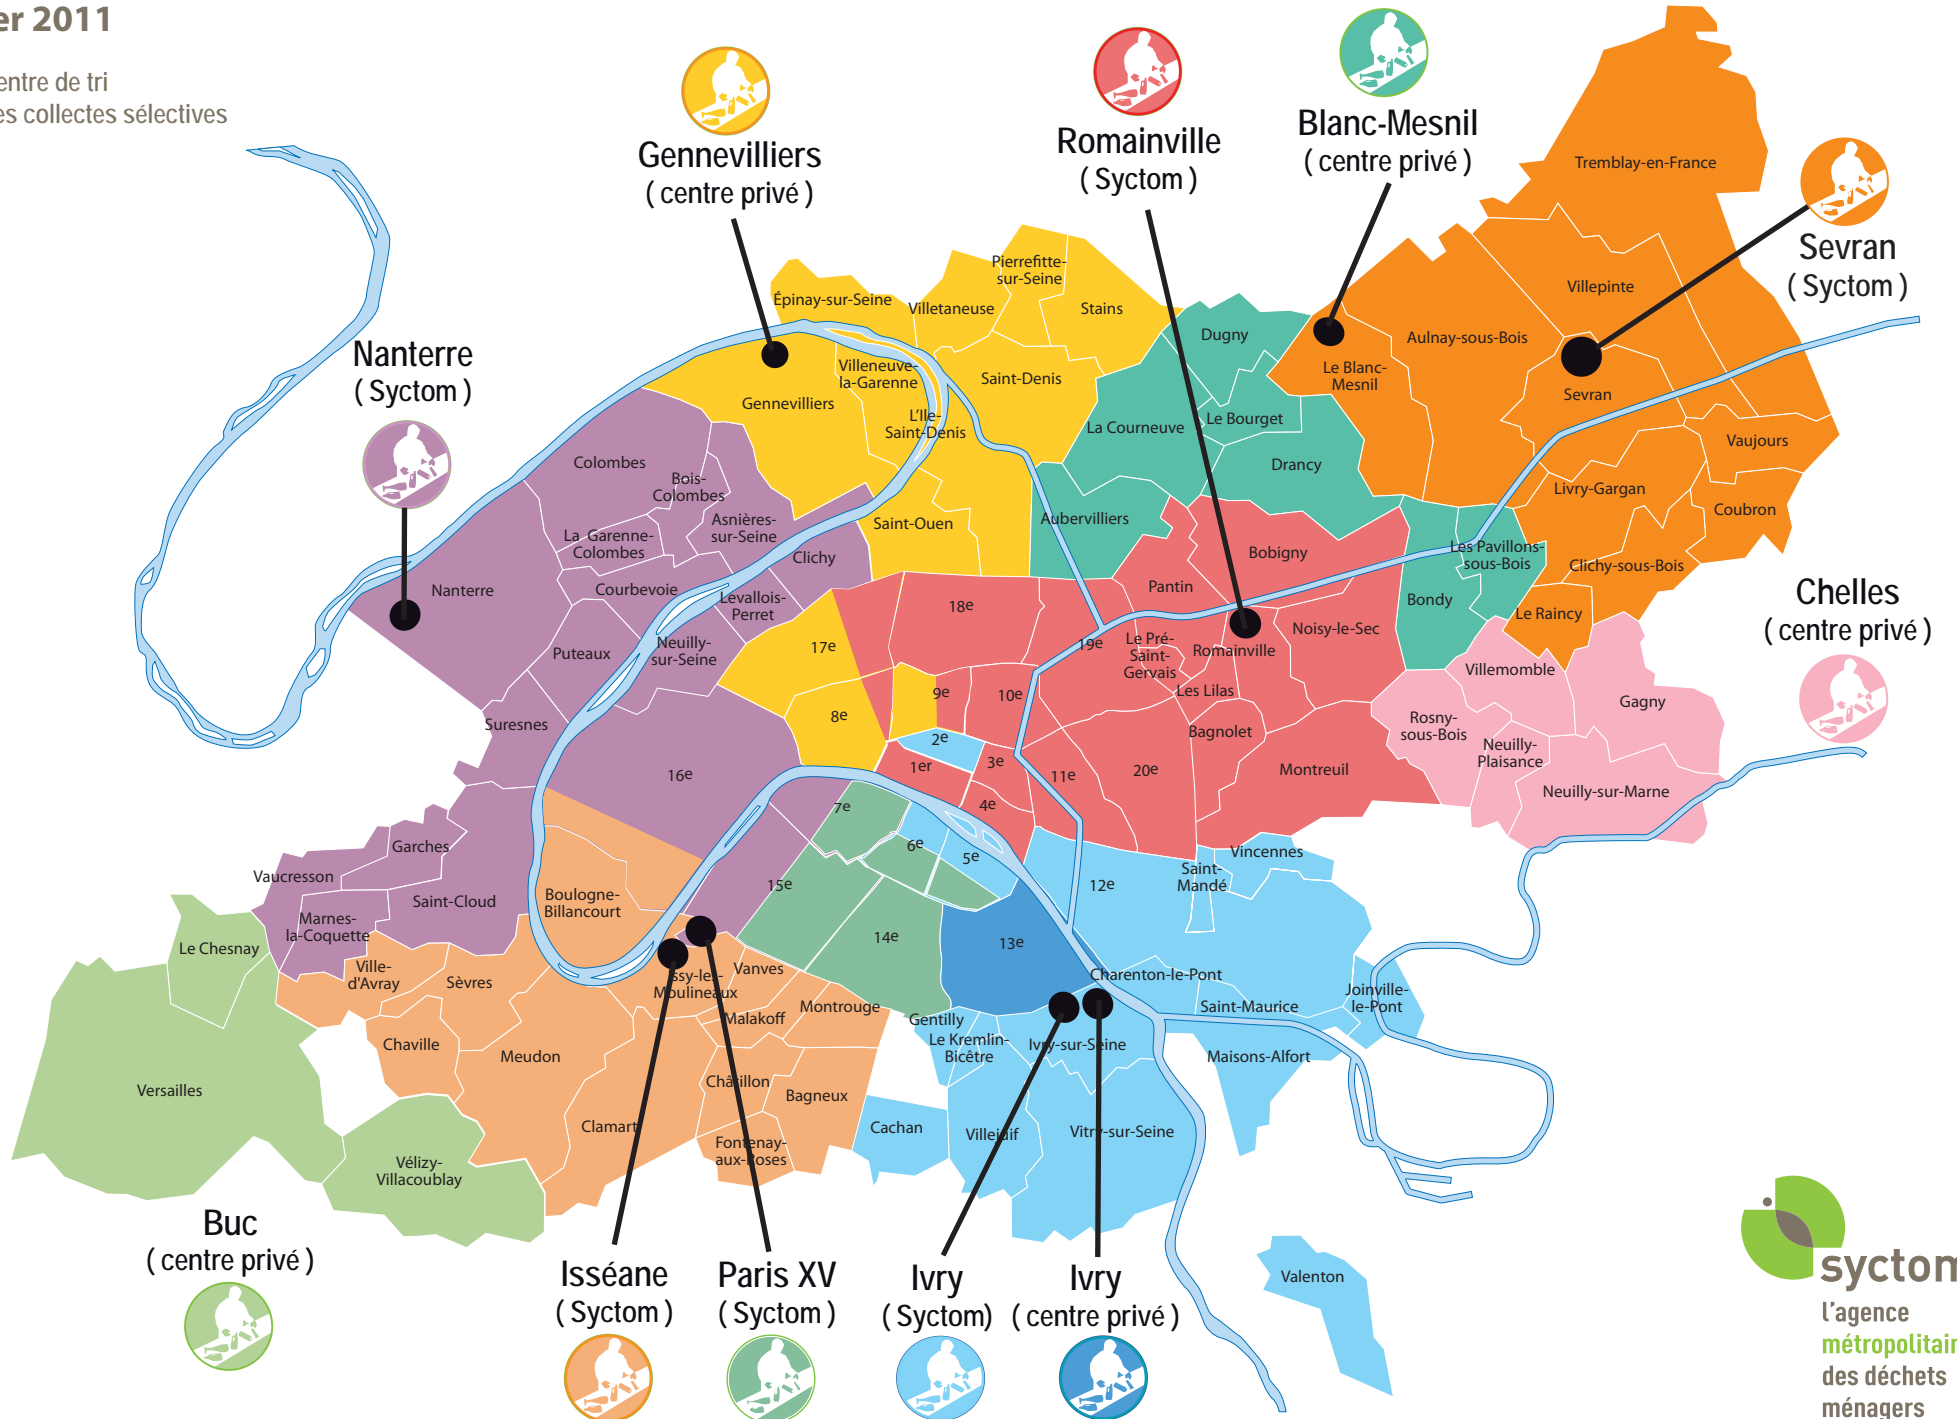 er 2011
entre de tri
es collectes sélectives
Gennevilliers
( centre privé )
Romainville
( Syctom )
Blanc-Mesnil
( centre privé )
Sevran
( Syctom )
Nanterre
( Syctom )
Chelles
( centre privé )
Tremblay-en-France
Villepinte
Aulnay-sous-Bois
Le Blanc-
Mesnil
Sevran
Vaujours
Coubron
Livry-Gargan
Clichy-sous-Bois
Le Raincy
Les Pavillons-
sous-Bois
Bondy
Dugny
Le Bourget
La Courneuve
Drancy
Aubervilliers
Pierrefitte-
sur-Seine
Épinay-sur-Seine
Villetaneuse
Stains
Villeneuve-
la-Garenne
Saint-Denis
Gennevilliers
L'Ile-
Saint-Denis
Saint-Ouen
Colombes
Bois-
Colombes
La Garenne-
Colombes
Asnières-
sur-Seine
Clichy
Nanterre
Courbevoie
Levallois-
Perret
Puteaux
Neuilly-
sur-Seine
Suresnes
Garches
Vaucresson
Marnes-
la-Coquette
Saint-Cloud
Bobigny
Pantin
Le Pré-
Saint-
Gervais
Romainville
Noisy-le-Sec
Les Lilas
Bagnolet
Montreuil
Villemomble
Gagny
Rosny-
sous-Bois
Neuilly-
Plaisance
Neuilly-sur-Marne
17e
18e
19e
8e
9e
10e
2e
1er
3e
11e
20e
4e
16e
7e
6e
5e
15e
14e
13e
12e
Saint-
Mandé
Vincennes
Charenton-le-Pont
Saint-Maurice
Joinville-
le-Pont
Maisons-Alfort
Gentilly
Le Kremlin-
Bicêtre
Ivry-sur-Seine
Cachan
Villejuif
Vitry-sur-Seine
Valenton
Boulogne-
Billancourt
Issy-les-
Moulineaux
Vanves
Malakoff
Montrouge
Ville-
d'Avray
Sèvres
Chaville
Meudon
Clamart
Châtillon
Bagneux
Fontenay-
aux-Roses
Le Chesnay
Versailles
Vélizy-
Villacoublay
Buc
( centre privé )
Isséane
( Syctom )
Paris XV
( Syctom )
Ivry
( Syctom)
Ivry
( centre privé )
syctom
l'agence
métropolitain
des déchets
ménagers